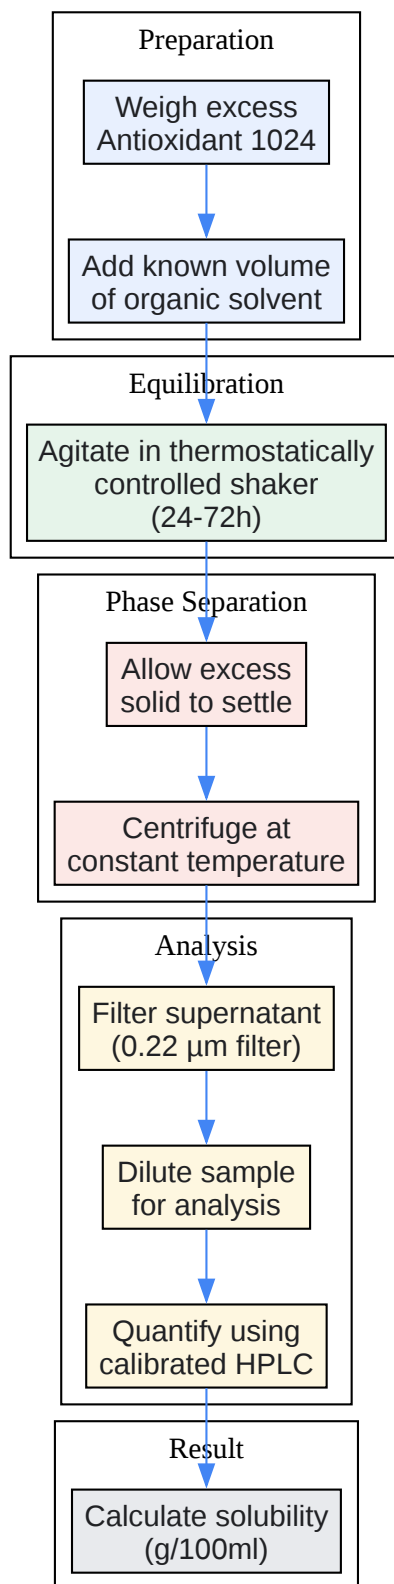 Preparation
Weigh excess
Antioxidant 1024
Add known volume
of organic solvent
Equilibration
Agitate in thermostatically
controlled shaker
(24-72h)
Phase Separation
Allow excess
solid to settle
Centrifuge at
constant temperature
Analysis
Filter supernatant
(0.22 µm filter)
Dilute sample
for analysis
Quantify using
calibrated HPLC
Result
Calculate solubility
(g/100ml)